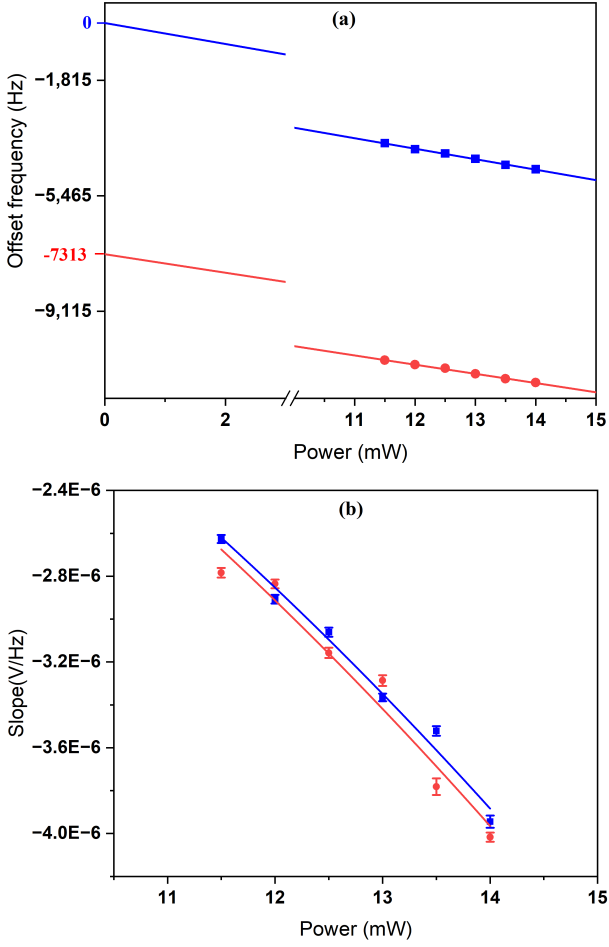 (a)
0
−1,815
−5,465
-7313
−9,115
Offset frequency (Hz)
0 2 11 12 13 14 15
Power (mW)
(b)
−2.4E−6
−2.8E−6
−3.2E−6
−3.6E−6
−4.0E−6
Slope(V/Hz)
11 12 13 14 15
Power (mW)